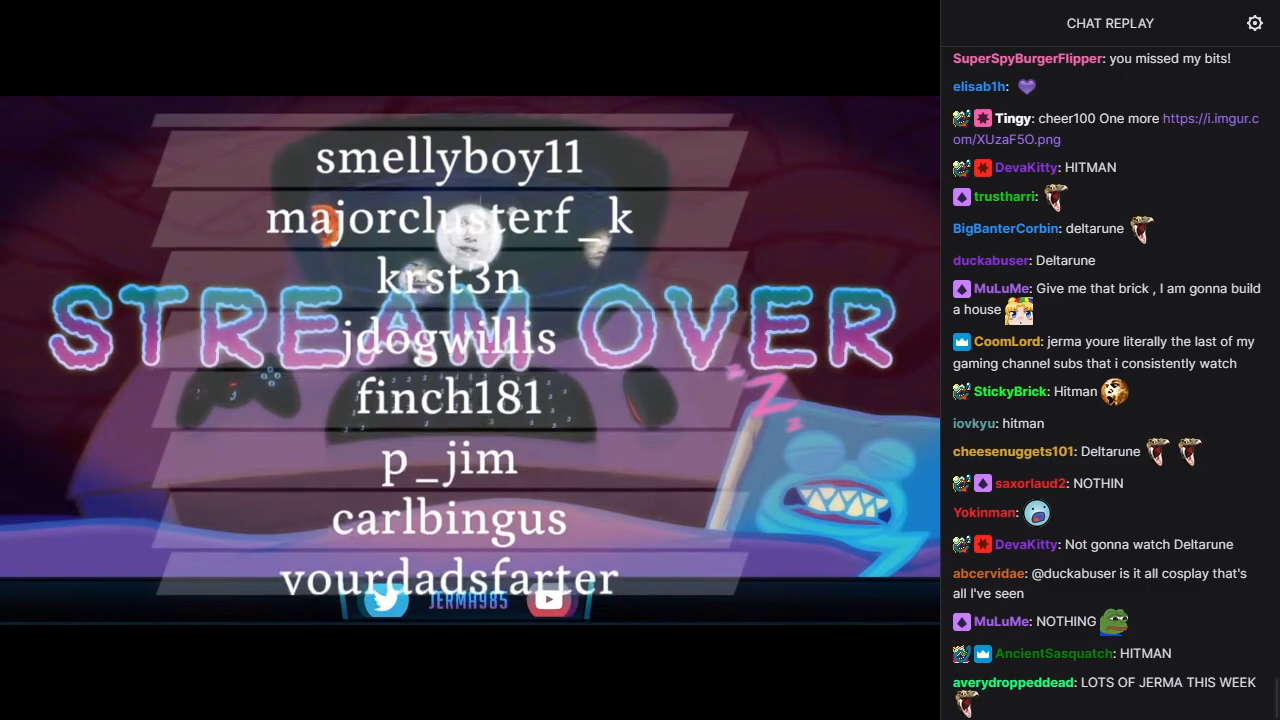 smellyboy11
majorclusterf_k
krst3n
STREAM OVER
jdogwillis
finch181
p_jim
carlbingus
yourdadsfarter
JERMA985
CHAT REPLAY
SuperSpyBurgerFlipper: you missed my bits!
elisab1h:
Tingy: cheer100 One more https://i.imgur.c
om/XUzaF5O.png
DevaKitty: HITMAN
trustharri:
BigBanterCorbin: deltarune
duckabuser: Deltarune
MuLuMe: Give me that brick , I am gonna build
a house
CoomLord: jerma youre literally the last of my
gaming channel subs that i consistently watch
StickyBrick: Hitman
iovkyu: hitman
cheesenuggets101: Deltarune
saxorlaud2: NOTHIN
Yokinman:
DevaKitty: Not gonna watch Deltarune
abcervidae: @duckabuser is it all cosplay that's
all I've seen
MuLuMe: NOTHING
AncientSasquatch: HITMAN
averydroppeddead: LOTS OF JERMA THIS WEEK